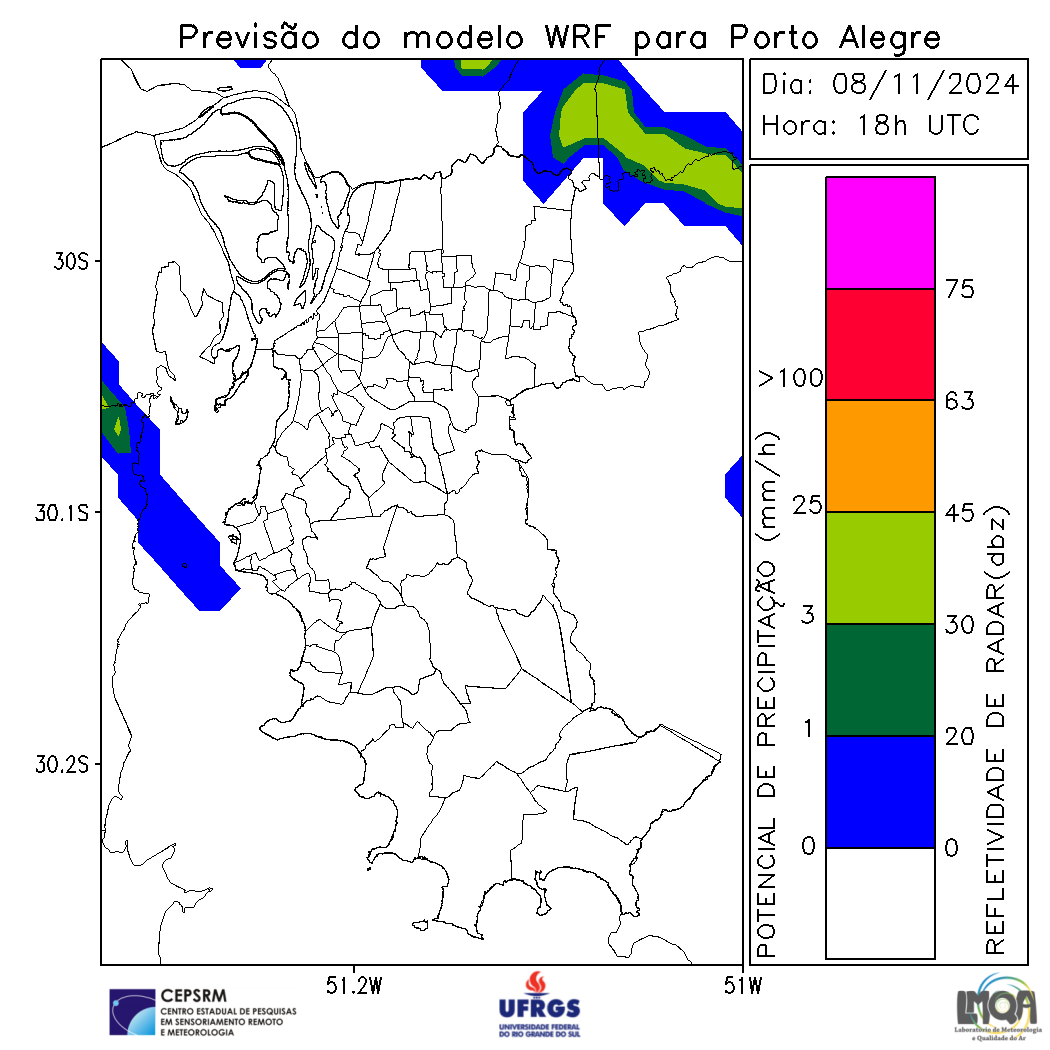 Previsão do modelo WRF para Porto Alegre
Dia: 08/11/2024
Hora: 18h UTC
30S
30.1S
30.2S
51.2W
51W
POTENCIAL DE PRECIPITAÇÃO (mm/h)
>100
25
3
1
0
75
63
45
30
20
0
REFLETIVIDADE DE RADAR(dbz)
CEPSRM
CENTRO ESTADUAL DE PESQUISAS
EM SENSORIAMENTO REMOTO
E METEOROLOGIA
UFRGS
UNIVERSIDADE FEDERAL
DO RIO GRANDE DO SUL
LMQA
Laboratório de Meteorologia
e Qualidade do Ar